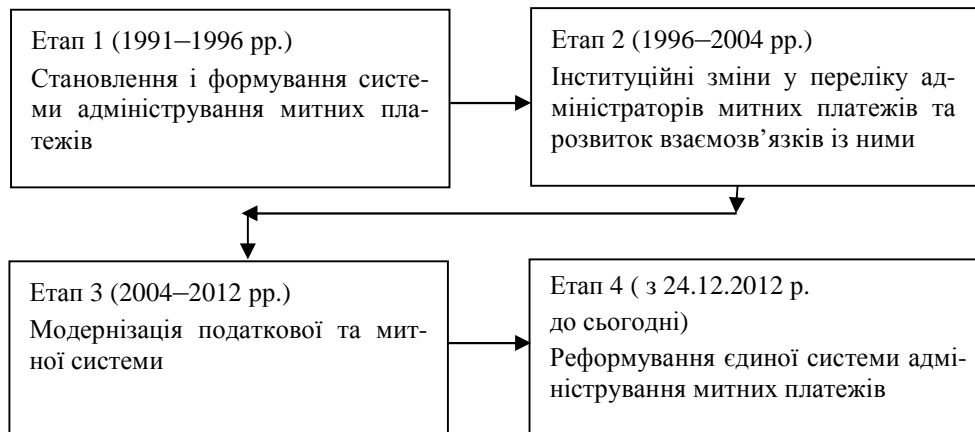 Етап 1 (1991–1996 рр.)
Становлення і формування систе-
ми адміністрування митних пла-
тежів
Етап 2 (1996–2004 рр.)
Інституційні зміни у переліку ад-
міністраторів митних платежів та
розвиток взаємозв’язків із ними
Етап 3 (2004–2012 рр.)
Модернізація податкової та мит-
ної системи
Етап 4 ( з 24.12.2012 р.
до сьогодні)
Реформування єдиної системи адмі-
ністрування митних платежів